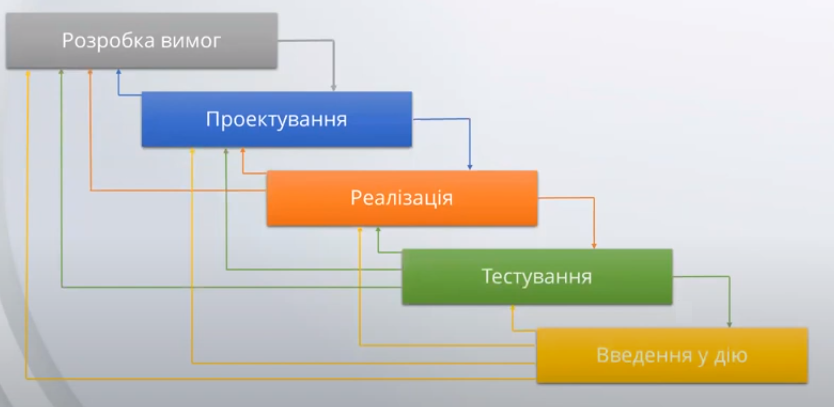 Розробка вимог
Проектування
Реалізація
Тестування
Введення у дію